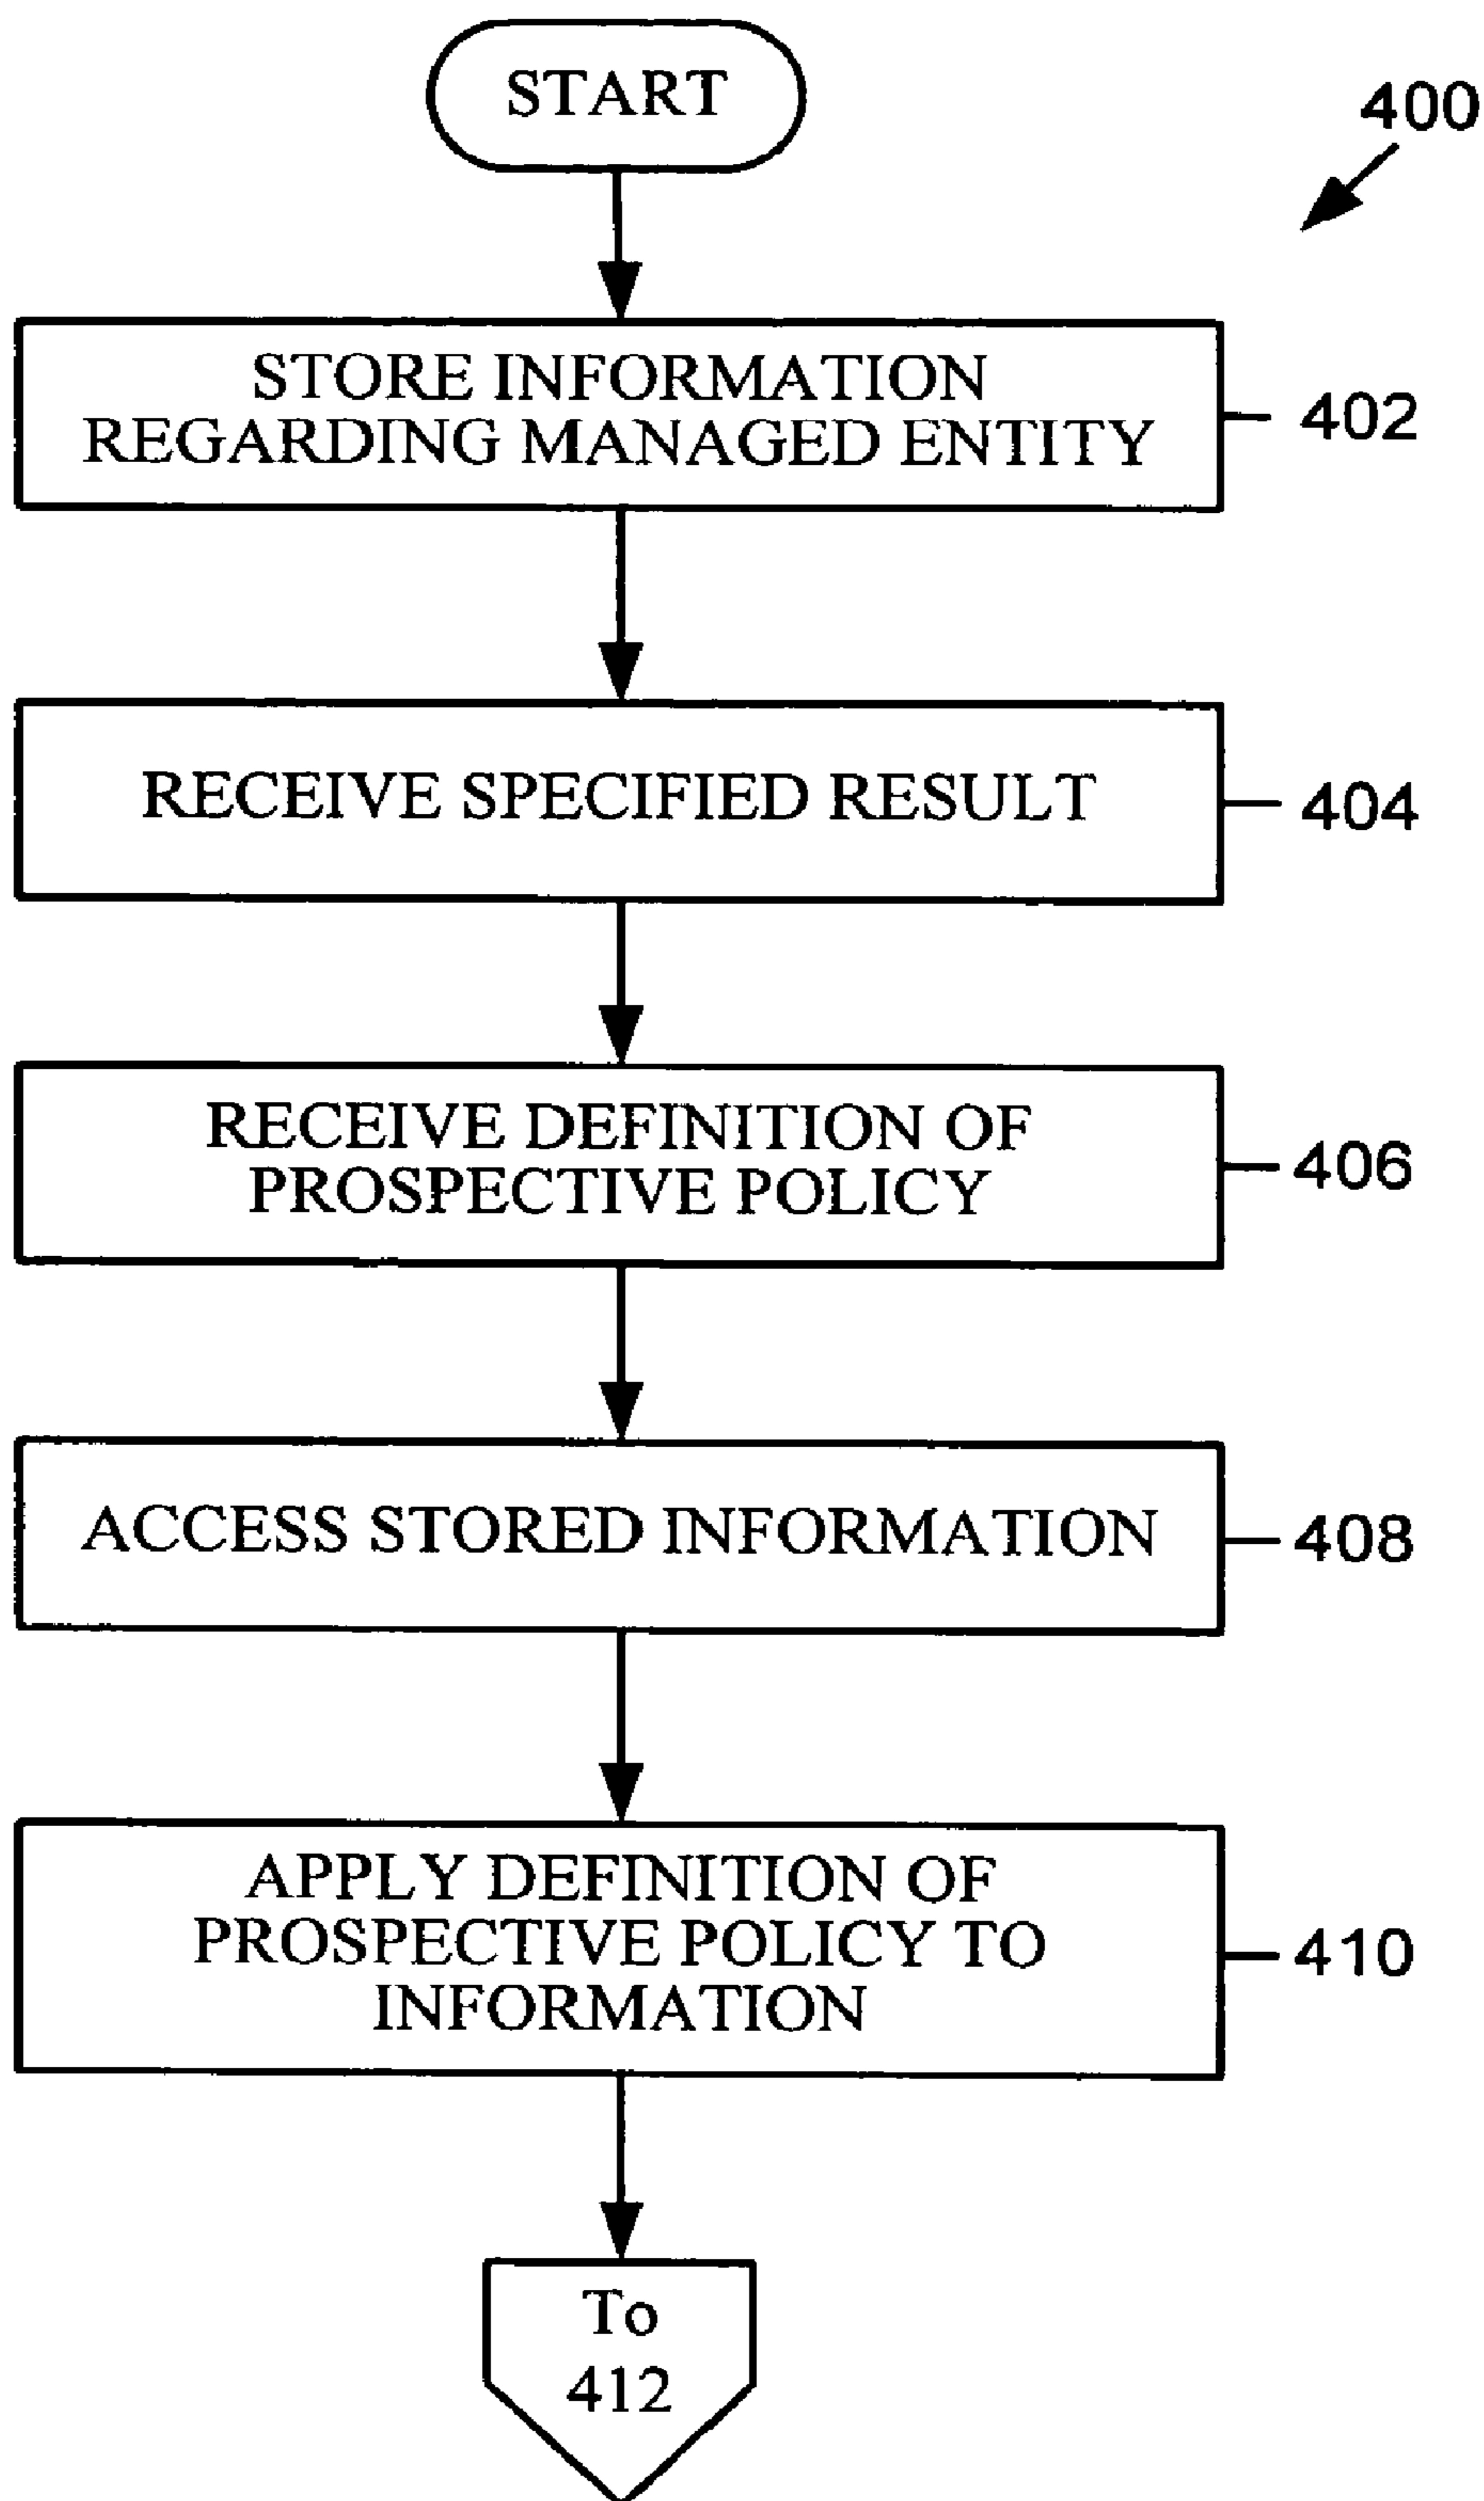 START
400
STORE INFORMATION
REGARDING MANAGED ENTITY
402
RECEIVE SPECIFIED RESULT
404
RECEIVE DEFINITION OF
PROSPECTIVE POLICY
406
ACCESS STORED INFORMATION
408
APPLY DEFINITION OF
PROSPECTIVE POLICY TO
INFORMATION
410
To
412